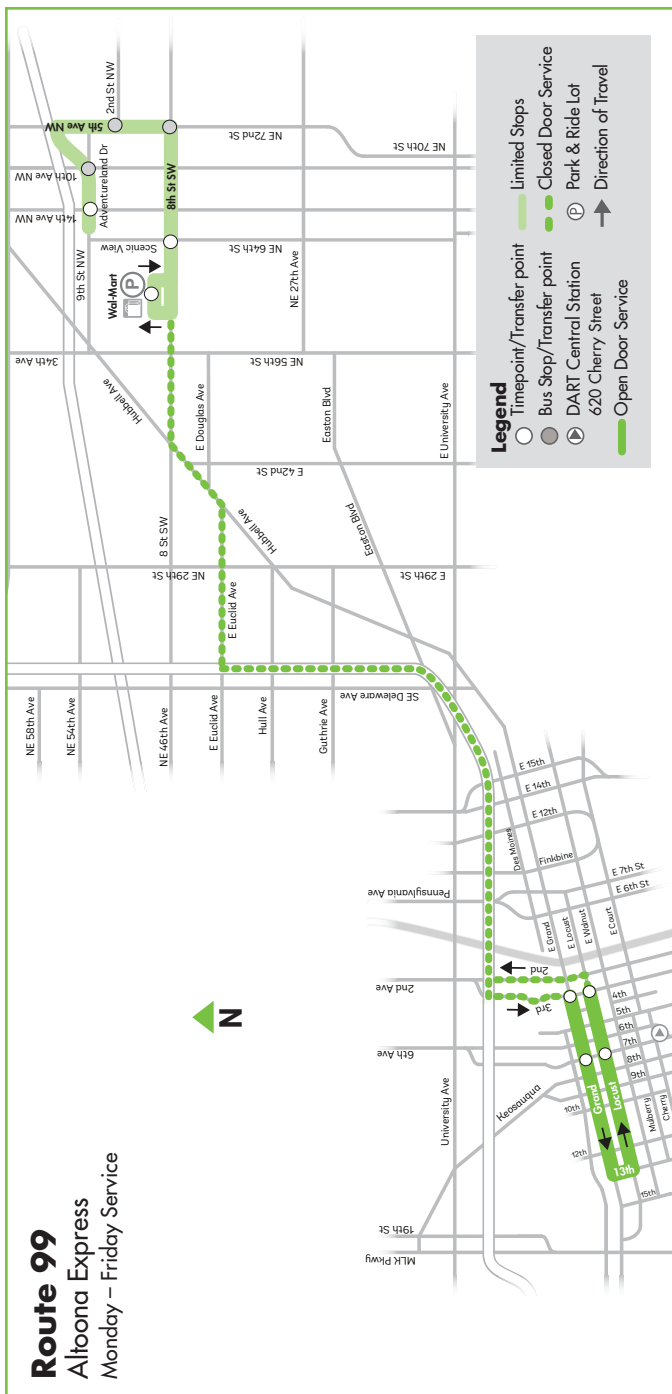 Route 99
Altoona Express
Monday – Friday Service
N
NE 58th Ave
NE 54th Ave
NE 46th Ave
E Euclid Ave
Hull Ave
Guthrie Ave
SE Delaware Ave
34th Ave
Hubbell Ave
9th St NW
14th Ave NW
10th Ave NW
Adventureland Dr
5th Ave NW
2nd St NW
Wal-Mart
P
Scenic View
8th St SW
8 St SW
NE 29th St
E Euclid Ave
E Douglas Ave
NE 56th St
NE 64th St
NE 72nd St
NE 70th St
NE 27th Ave
Hubbell Ave
E 42nd St
Easton Blvd
Easton Blvd
E 29th St
E University Ave
MLK Pkwy
19th St
University Ave
Keosauqua
6th Ave
2nd Ave
Pennsylvania Ave
3rd
2nd
Des Moines
Finkbine
E 12th
E 14th
E 15th
E Grand
E Locust
E Walnut
E Court
E 6th St
E 7th St
Grand
Locust
13th
15th
12th
10th
9th
8th
7th
6th
5th
4th
Mulberry
Cherry
Legend
Timepoint/Transfer point
Bus Stop/Transfer point
DART Central Station
620 Cherry Street
Open Door Service
Limited Stops
Closed Door Service
P Park & Ride Lot
Direction of Travel